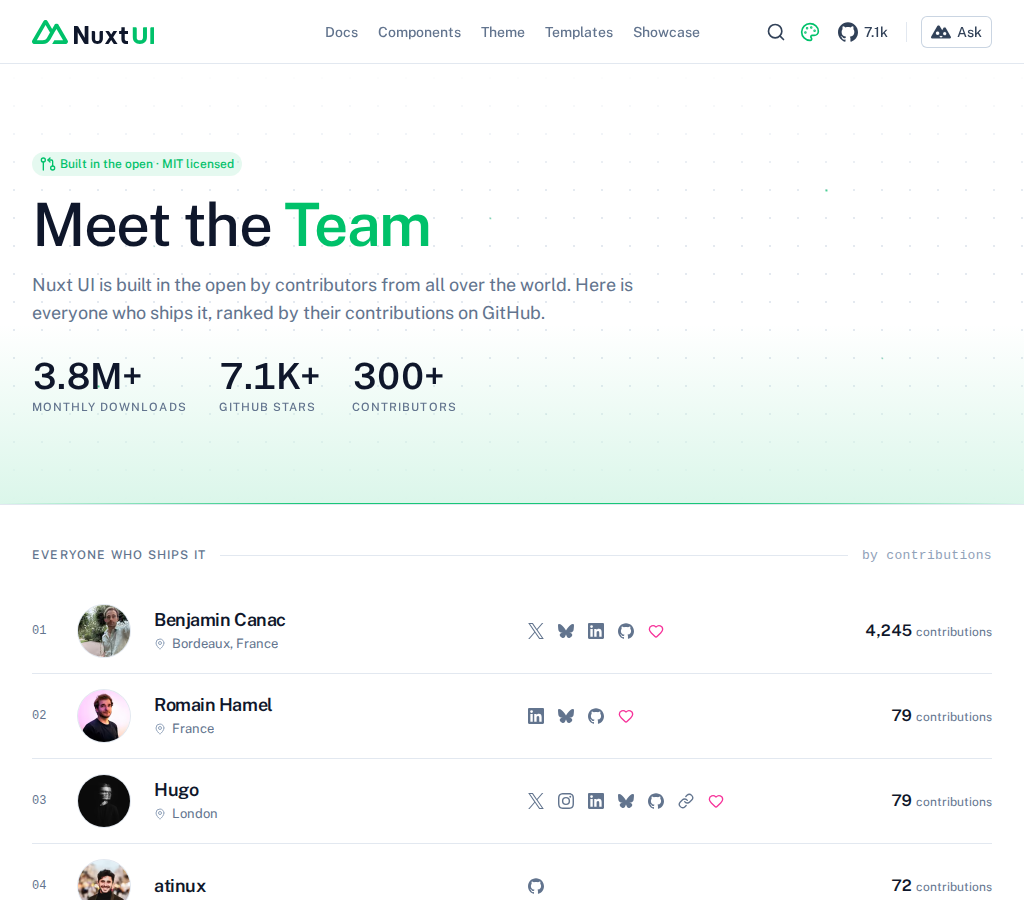 NuxtUI
Docs Components Theme Templates Showcase
7.1k
Ask
Built in the open · MIT licensed
Meet the Team
Nuxt UI is built in the open by contributors from all over the world. Here is
everyone who ships it, ranked by their contributions on GitHub.
3.8M+ 7.1K+ 300+
MONTHLY DOWNLOADS GITHUB STARS CONTRIBUTORS
EVERYONE WHO SHIPS IT by contributions
01 Benjamin Canac 4,245 contributions
Bordeaux, France
02 Romain Hamel 79 contributions
France
03 Hugo 79 contributions
London
04 atinux 72 contributions